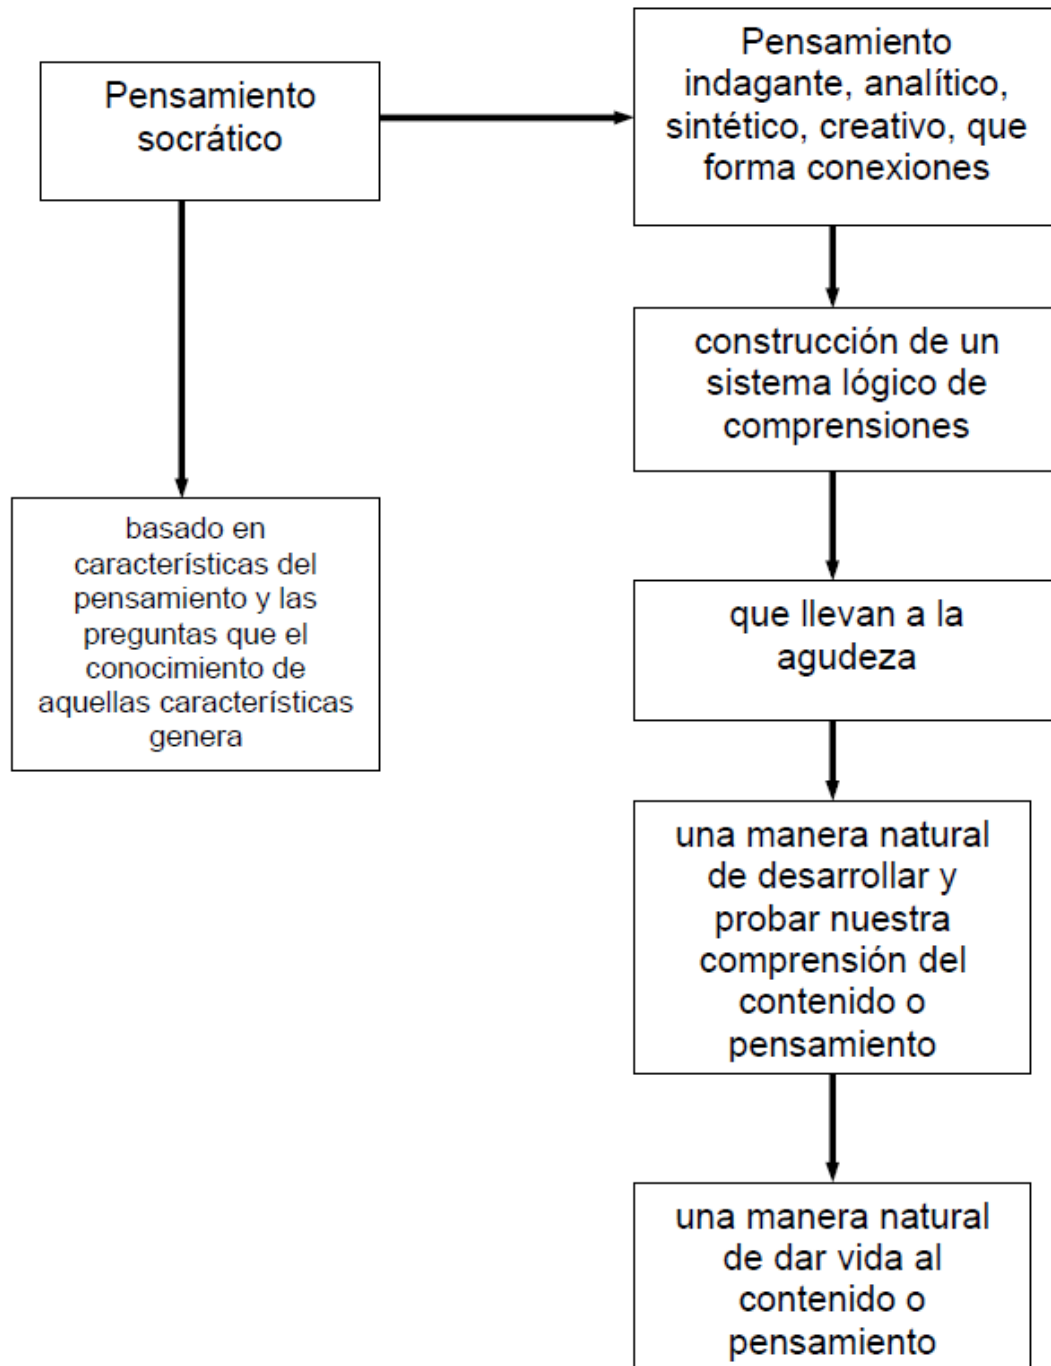 Pensamiento
socrático
Pensamiento
indagante, analítico,
sintético, creativo, que
forma conexiones
construcción de un
sistema lógico de
comprensiones
basado en
características del
pensamiento y las
preguntas que el
conocimiento de
aquellas características
genera
que llevan a la
agudeza
una manera natural
de desarrollar y
probar nuestra
comprensión del
contenido o
pensamiento
una manera natural
de dar vida al
contenido o
pensamiento